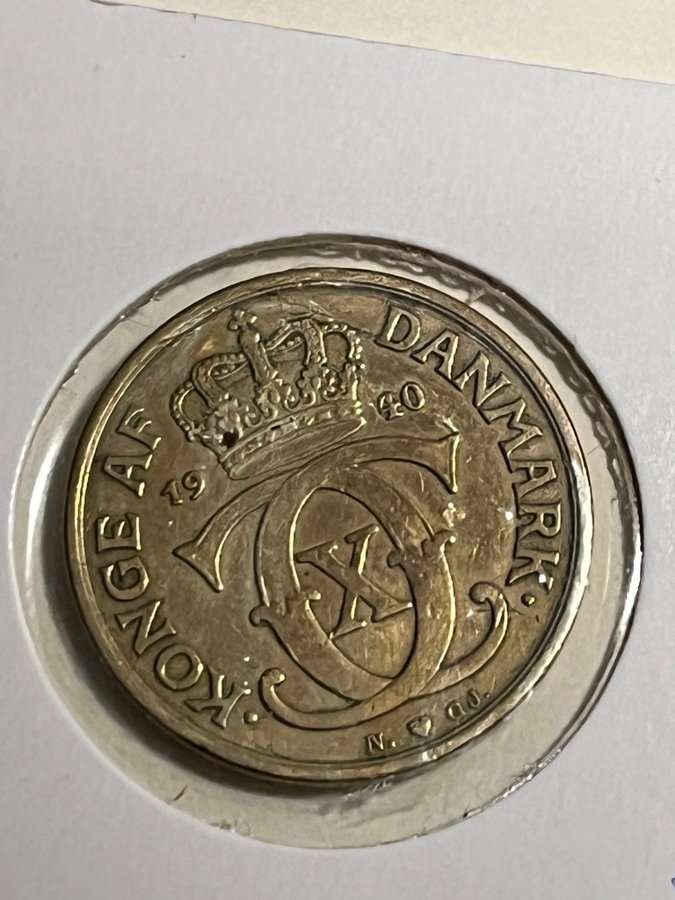 · KONGE AF DANMARK ·
19 40
X
N. ♥ GJ.